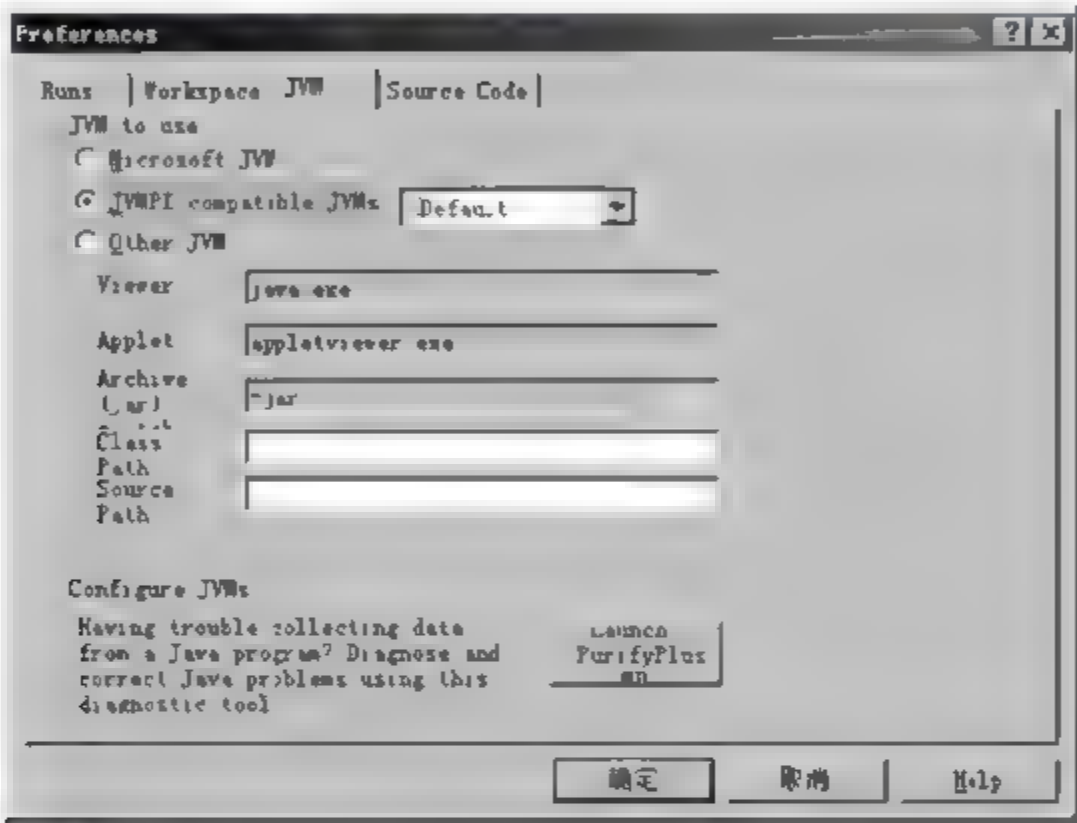 Preferences
Runs Workspace JVM Source Code
JVM to use
Microsoft JVM
JVMPI compatible JVMs Default
Other JVM
Viewer java.exe
Applet appletviewer.exe
Archive
(.jar) -jar
Class
Path
Source
Path
Configure JVMs
Having trouble collecting data
from a Java program? Diagnose and
correct Java problems using this
diagnostic tool
Launch
PurifyPlus
确定 取消 Help